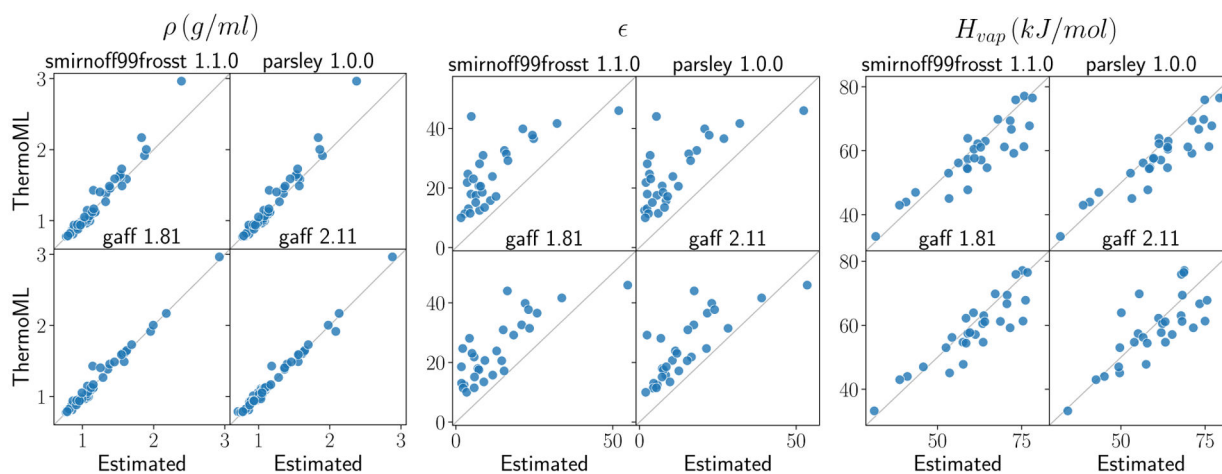 ρ (g/ml)
ϵ
H_vap (kJ/mol)
smirnoff99frosst 1.1.0 parsley 1.0.0
smirnoff99frosst 1.1.0 parsley 1.0.0
smirnoff99frosst 1.1.0 parsley 1.0.0
3
2
1
ThermoML
40
20
0
80
60
40
ThermoML
gaff 1.81 gaff 2.11
gaff 1.81 gaff 2.11
gaff 1.81 gaff 2.11
3
2
1
ThermoML
40
20
0
80
60
40
ThermoML
1 2 3 1 2 3
0 50 0 50
50 75 50 75
Estimated Estimated
Estimated Estimated
Estimated Estimated